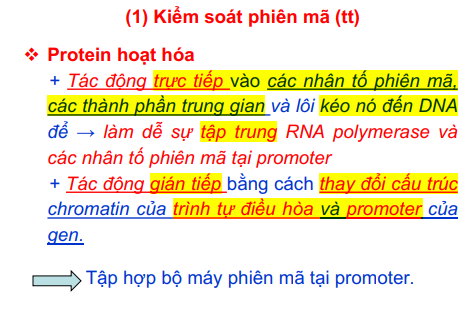 (1) Kiểm soát phiên mã (tt)
❖ Protein hoạt hóa
+ Tác động trực tiếp vào các nhân tố phiên mã,
các thành phần trung gian và lôi kéo nó đến DNA
để → làm dễ sự tập trung RNA polymerase và
các nhân tố phiên mã tại promoter
+ Tác động gián tiếp bằng cách thay đổi cấu trúc
chromatin của trình tự điều hòa và promoter của
gen.
Tập hợp bộ máy phiên mã tại promoter.